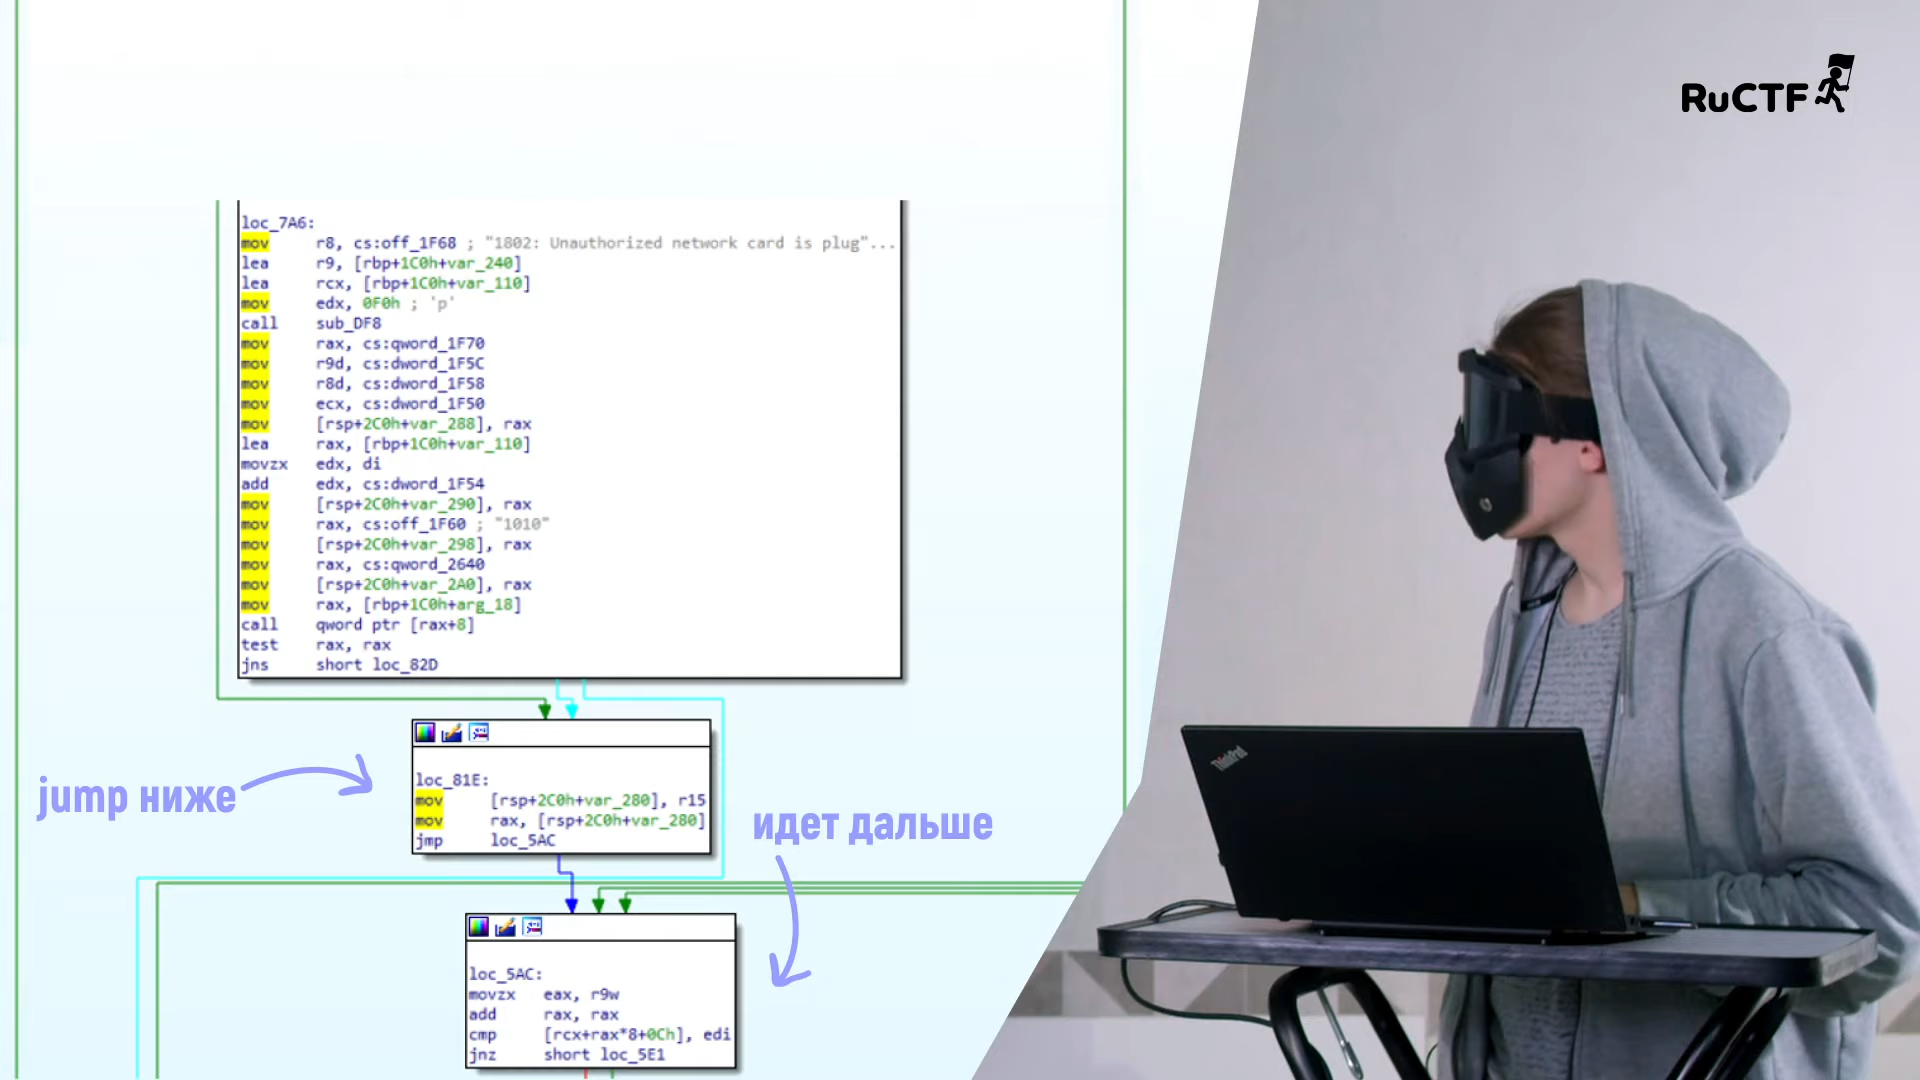 RuCTF
loc_7A6:
mov r8, cs:off_1F68 ; "1802: Unauthorized network card is plug"...
lea r9, [rbp+1C0h+var_240]
lea rcx, [rbp+1C0h+var_110]
mov edx, 0F0h ; 'p'
call sub_DF8
mov rax, cs:qword_1F70
mov r9d, cs:dword_1F5C
mov r8d, cs:dword_1F58
mov ecx, cs:dword_1F50
mov [rsp+2C0h+var_288], rax
lea rax, [rbp+1C0h+var_110]
movzx edx, di
add edx, cs:dword_1F54
mov [rsp+2C0h+var_290], rax
mov rax, cs:off_1F60 ; "1010"
mov [rsp+2C0h+var_298], rax
mov rax, cs:qword_2640
mov [rsp+2C0h+var_2A0], rax
mov rax, [rbp+1C0h+arg_18]
call qword ptr [rax+8]
test rax, rax
jns short loc_82D
jump ниже
loc_81E:
mov [rsp+2C0h+var_280], r15
mov rax, [rsp+2C0h+var_280]
jmp loc_5AC
идет дальше
loc_5AC:
movzx eax, r9w
add rax, rax
cmp [rcx+rax*8+0Ch], edi
jnz short loc_5E1
ThinkPad